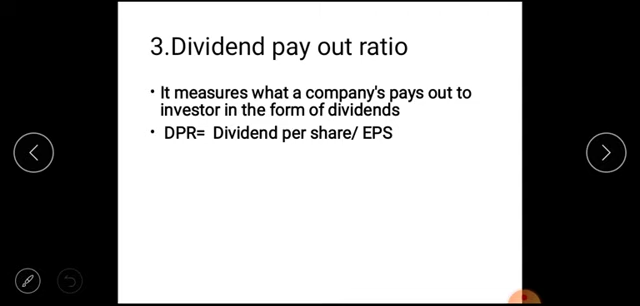 3.Dividend pay out ratio
• It measures what a company's pays out to
investor in the form of dividends
• DPR= Dividend per share/ EPS